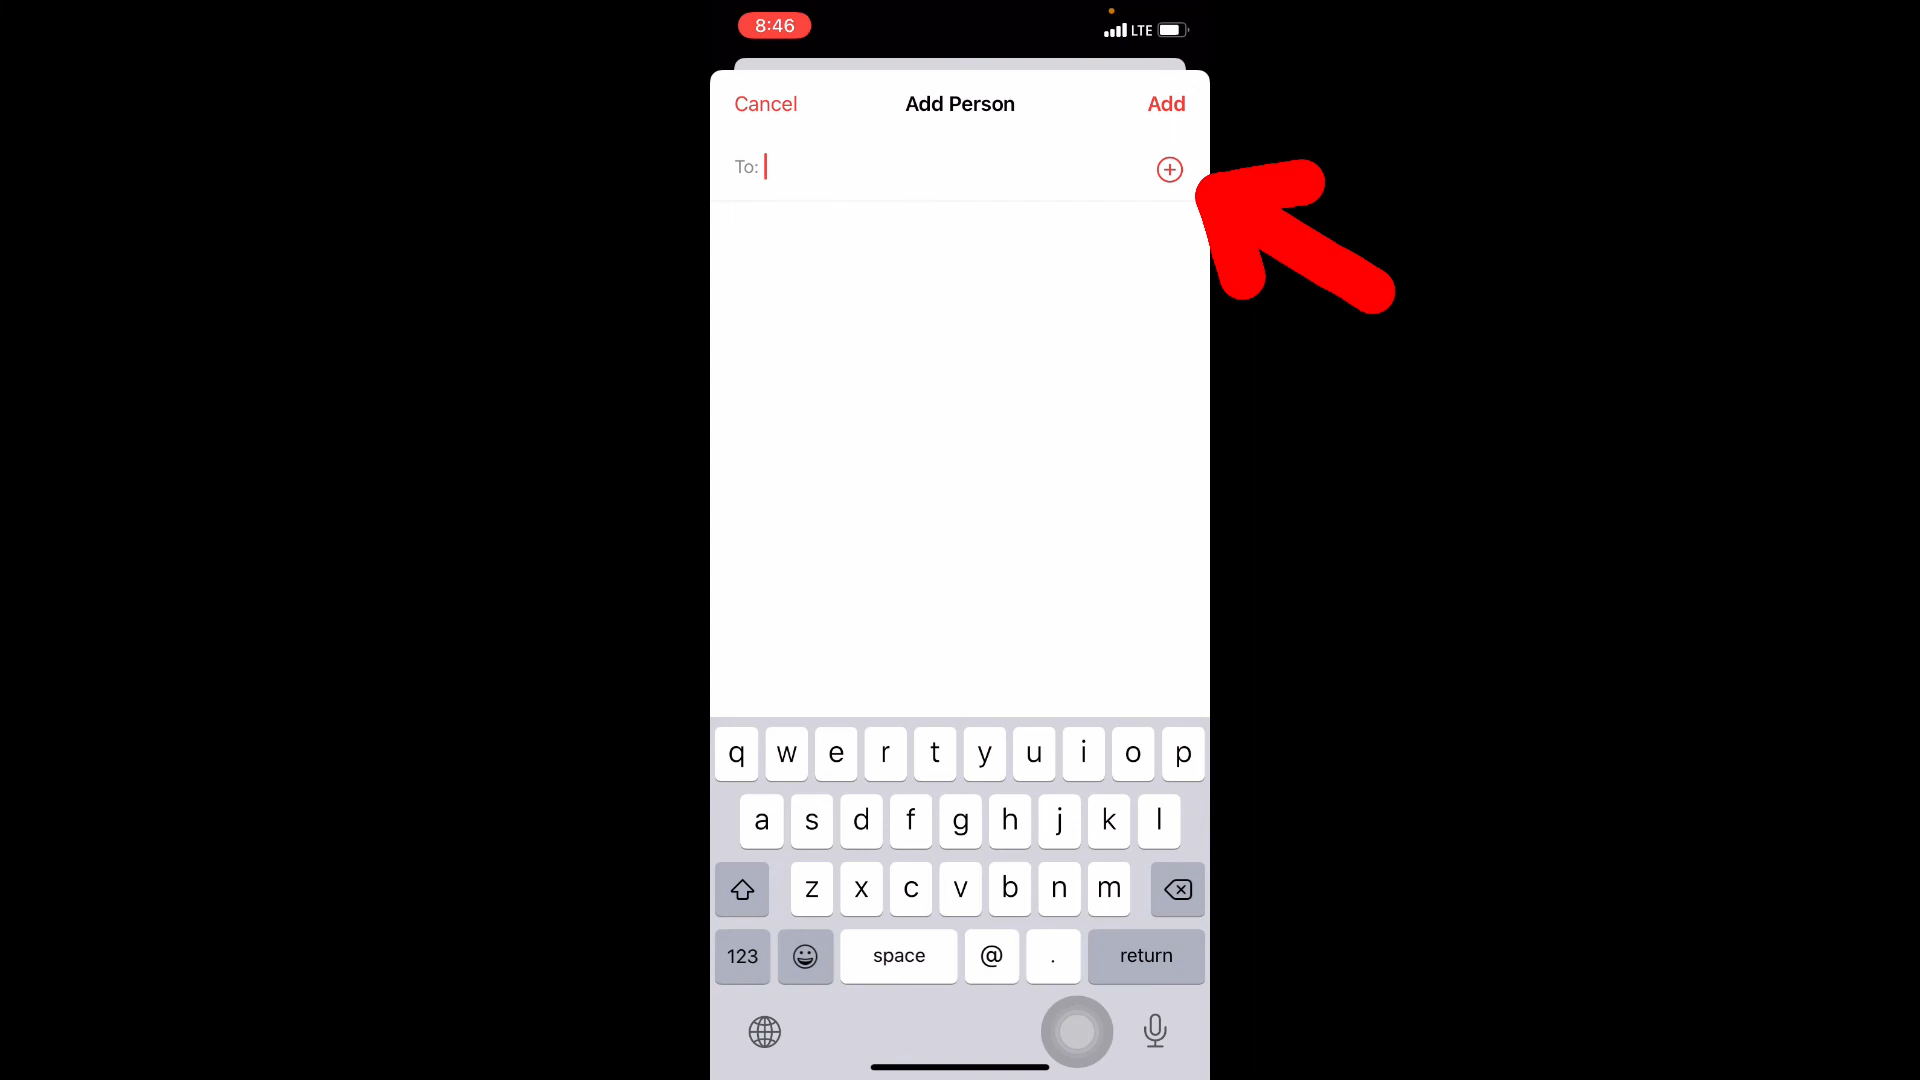 8:46 LTE
Cancel Add Person Add
To:
q w e r t y u i o p
a s d f g h j k l
z x c v b n m
123 space @ . return